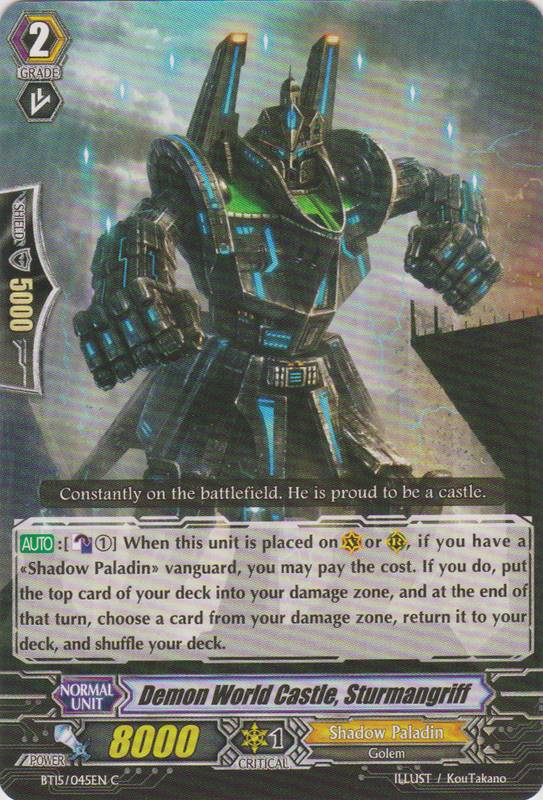 2
GRADE
SHIELD
5000
Constantly on the battlefield. He is proud to be a castle.
AUTO:[①] When this unit is placed on V or R, if you have a
«Shadow Paladin» vanguard, you may pay the cost. If you do, put
the top card of your deck into your damage zone, and at the end of
that turn, choose a card from your damage zone, return it to your
deck, and shuffle your deck.
NORMAL
UNIT
Demon World Castle, Sturmangriff
POWER
8000
1
CRITICAL
Shadow Paladin
Golem
BT15/045EN C
ILLUST / KouTakano